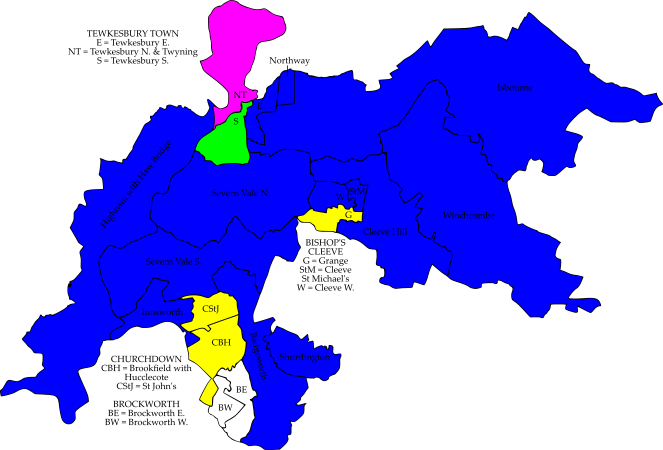 TEWKESBURY TOWN
E = Tewkesbury E.
NT = Tewkesbury N. & Twyning
S = Tewkesbury S.
Northway
Isbourne
NT
S
Highnam with Haw Bridge
Severn Vale N.
StM
W
G
Winchcombe
Cleeve Hill
BISHOP'S
CLEEVE
G = Grange
StM = Cleeve
St Michael's
W = Cleeve W.
Severn Vale S.
Innsworth
CStJ
CBH
Badgeworth
Shurdington
CHURCHDOWN
CBH = Brookfield with
Hucclecote
CStJ = St John's
BE
BW
BROCKWORTH
BE = Brockworth E.
BW = Brockworth W.